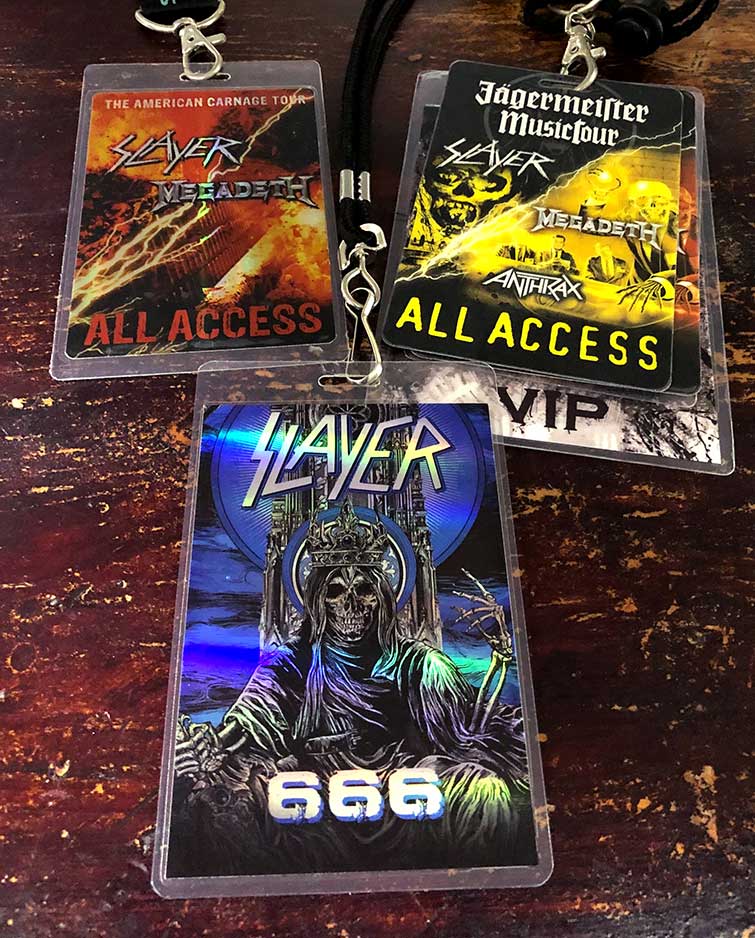 THE AMERICAN CARNAGE TOUR
SLAYER
MEGADETH
ALL ACCESS
Jägermeister
Musictour
SLAYER
MEGADETH
ANTHRAX
ALL ACCESS
VIP
SLAYER
666